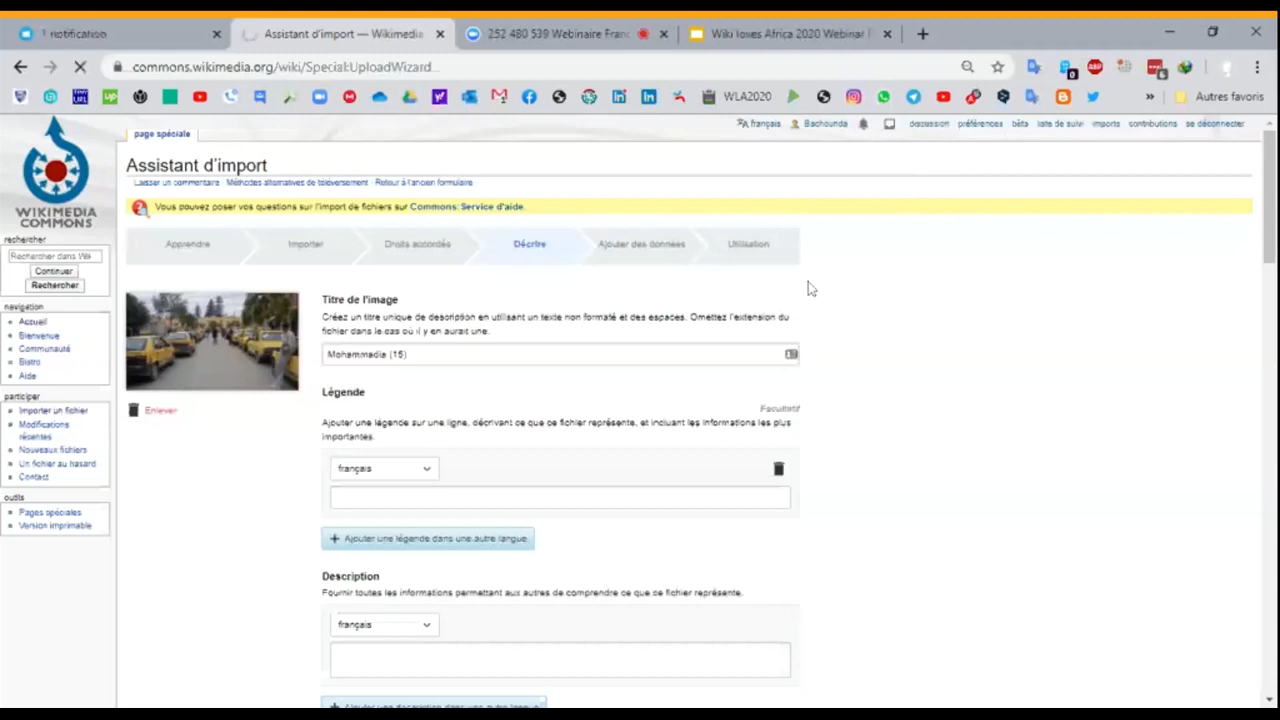 1 notification
Assistant d'import — Wikimedia
252 480 539 Webinaire Franc
Wiki loves Africa 2020 Webinar
commons.wikimedia.org/wiki/Special:UploadWizard...
WLA2020
Autres favoris
français
Bachounda
discussion
préférences
bêta
liste de suivi
imports
contributions
se déconnecter
page spéciale
Assistant d'import
Laisser un commentaire · Méthodes alternatives de téléversement · Retour à l'ancien formulaire
Vous pouvez poser vos questions sur l'import de fichiers sur Commons:Service d'aide.
Apprendre
Importer
Droits accordés
Décrire
Ajouter des données
Utilisation
WIKIMEDIA
COMMONS
rechercher
Rechercher dans Wiki
Continuer
Rechercher
navigation
Accueil
Bienvenue
Communauté
Bistro
Aide
participer
Importer un fichier
Modifications
récentes
Nouveaux fichiers
Un fichier au hasard
Contact
outils
Pages spéciales
Version imprimable
Enlever
Titre de l'image
Créez un titre unique de description en utilisant un texte non formaté et des espaces. Omettez l'extension du
fichier dans le cas où il y en aurait une.
Mohammadia (15)
Légende
Facultatif
Ajouter une légende sur une ligne, décrivant ce que ce fichier représente, et incluant les informations les plus
importantes.
français
Ajouter une légende dans une autre langue
Description
Fournir toutes les informations permettant aux autres de comprendre ce que ce fichier représente.
français
Ajouter une description dans une autre langue